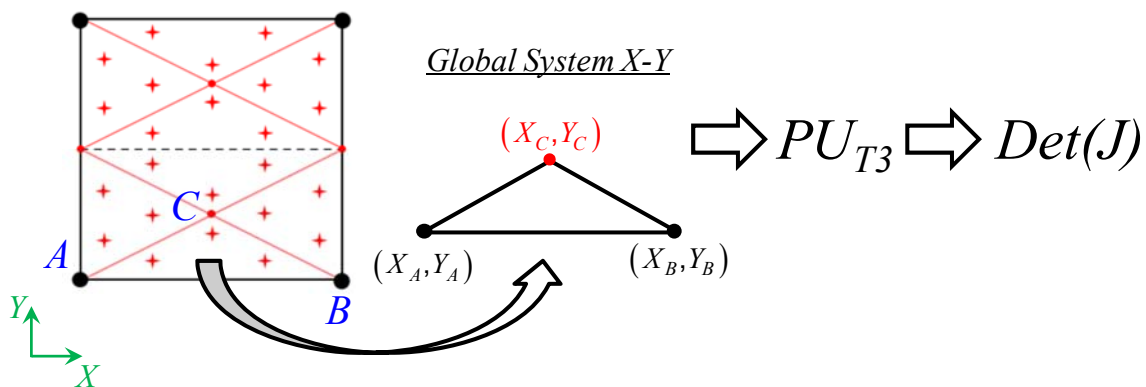 Global System X-Y
(X_C,Y_C)
PU_T3
Det(J)
C
A
(X_A,Y_A)
(X_B,Y_B)
B
Y
X